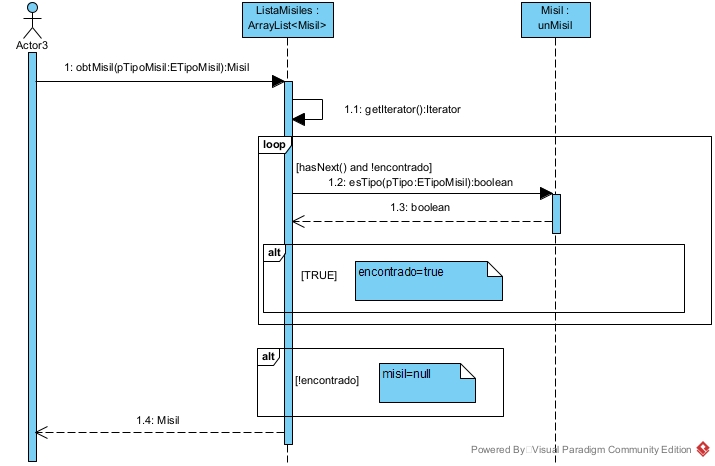 Actor3
ListaMisiles :
ArrayList<Misil>
Misil :
unMisil
1: obtMisil(pTipoMisil:ETipoMisil):Misil
1.1: getIterator():Iterator
loop
[hasNext() and !encontrado]
1.2: esTipo(pTipo:ETipoMisil):boolean
1.3: boolean
alt
[TRUE]
encontrado=true
alt
[!encontrado]
misil=null
1.4: Misil
Powered By Visual Paradigm Community Edition